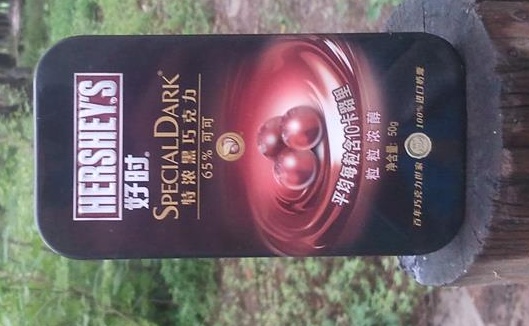 HERSHEY'S
好时
SPECIAL DARK
特浓黑巧克力
65% 可可
平均每粒含10卡路里
粒粒浓醇
净含量: 50g
百年巧克力世家
100%进口奶源